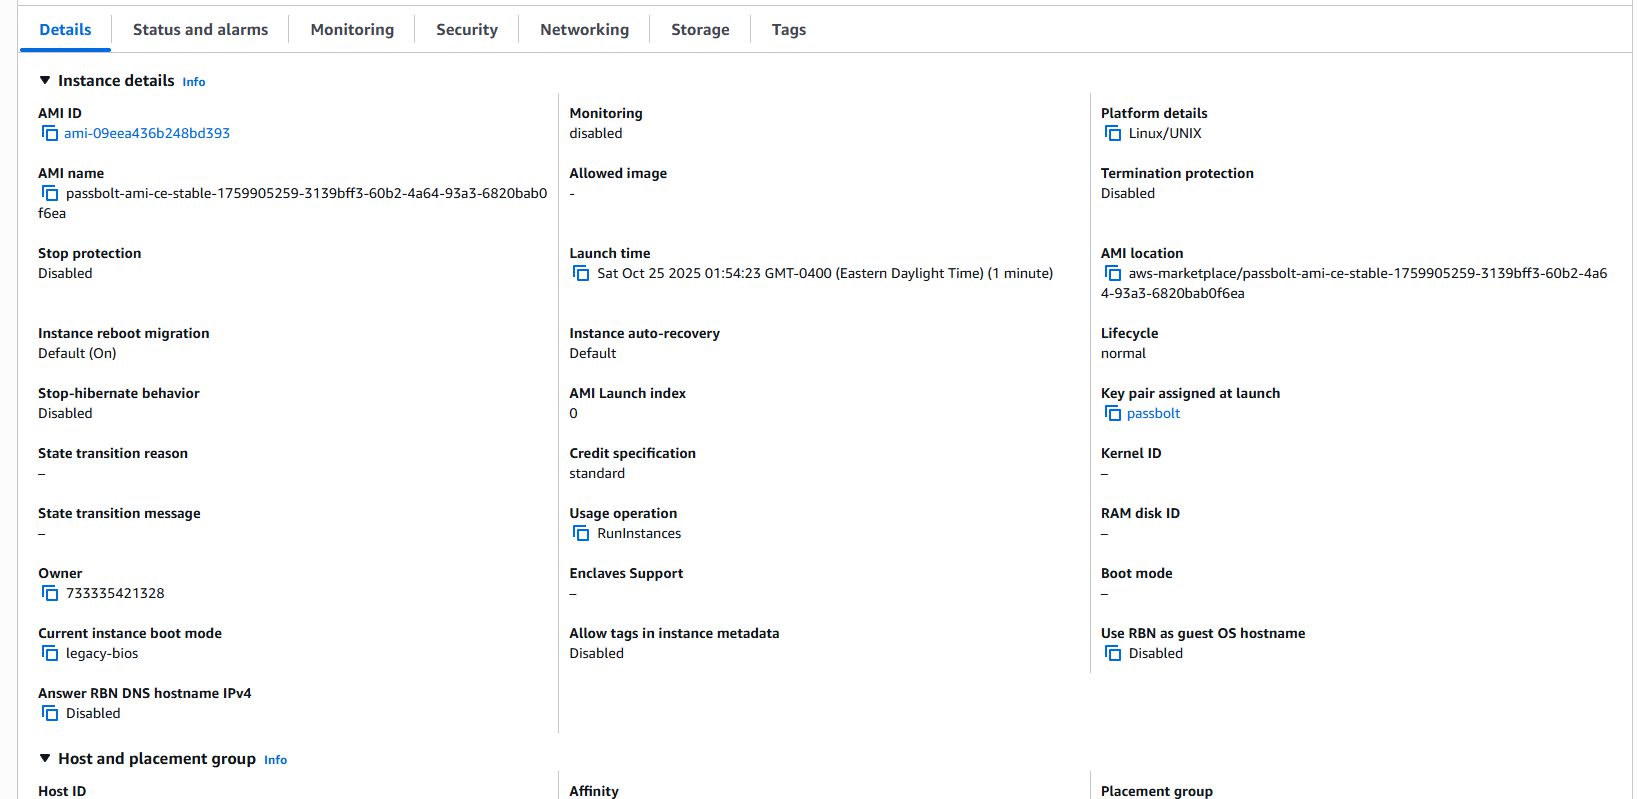 Details Status and alarms Monitoring Security Networking Storage Tags
Instance details Info
AMI ID
ami-09eea436b248bd393
Monitoring
disabled
Platform details
Linux/UNIX
AMI name
passbolt-ami-ce-stable-1759905259-3139bff3-60b2-4a64-93a3-6820bab0
f6ea
Allowed image
-
Termination protection
Disabled
Stop protection
Disabled
Launch time
Sat Oct 25 2025 01:54:23 GMT-0400 (Eastern Daylight Time) (1 minute)
AMI location
aws-marketplace/passbolt-ami-ce-stable-1759905259-3139bff3-60b2-4a6
4-93a3-6820bab0f6ea
Instance reboot migration
Default (On)
Instance auto-recovery
Default
Lifecycle
normal
Stop-hibernate behavior
Disabled
AMI Launch index
0
Key pair assigned at launch
passbolt
State transition reason
–
Credit specification
standard
Kernel ID
–
State transition message
–
Usage operation
RunInstances
RAM disk ID
–
Owner
733335421328
Enclaves Support
–
Boot mode
–
Current instance boot mode
legacy-bios
Allow tags in instance metadata
Disabled
Use RBN as guest OS hostname
Disabled
Answer RBN DNS hostname IPv4
Disabled
Host and placement group Info
Host ID
Affinity
Placement group